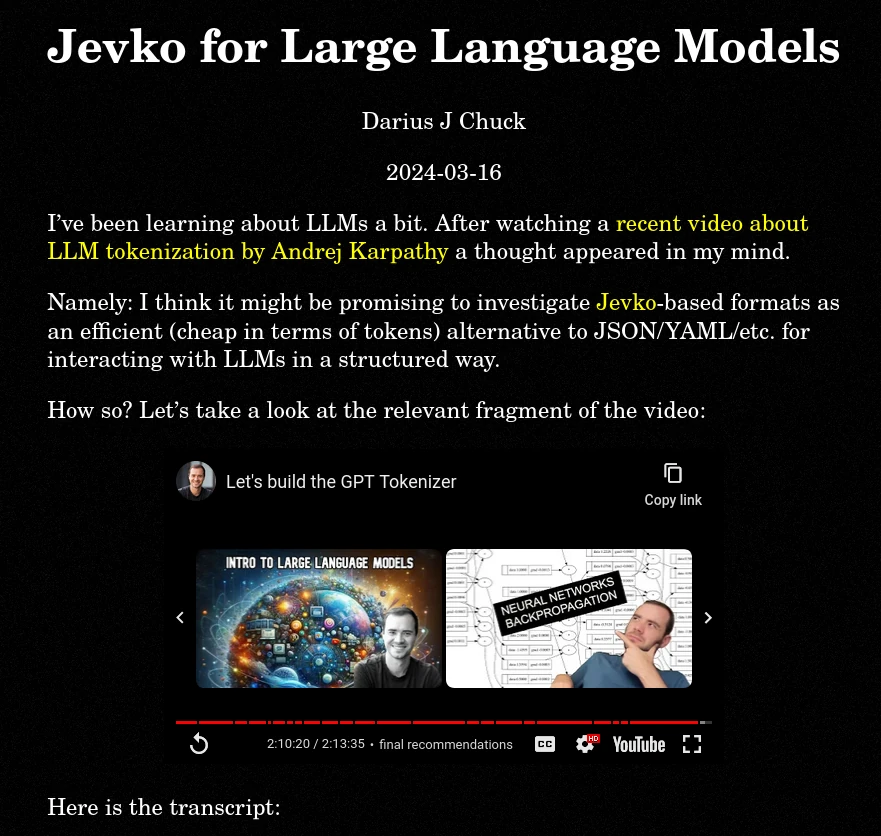 Jevko for Large Language Models
Darius J Chuck
2024-03-16
I’ve been learning about LLMs a bit. After watching a recent video about
LLM tokenization by Andrej Karpathy a thought appeared in my mind.
Namely: I think it might be promising to investigate Jevko-based formats as
an efficient (cheap in terms of tokens) alternative to JSON/YAML/etc. for
interacting with LLMs in a structured way.
How so? Let’s take a look at the relevant fragment of the video:
Let's build the GPT Tokenizer
Copy link
INTRO TO LARGE LANGUAGE MODELS
NEURAL NETWORKS
BACKPROPAGATION
2:10:20 / 2:13:35 • final recommendations
CC
HD
YouTube
Here is the transcript: